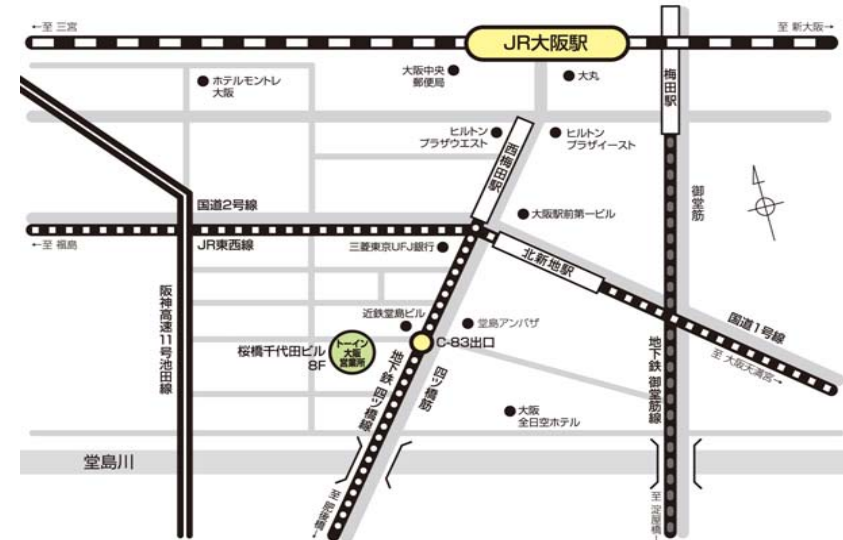 ←至 三宮
至 新大阪→
JR大阪駅
梅田駅
ホテルモントレ
大阪
大阪中央
郵便局
大丸
ヒルトン
プラザウエスト
ヒルトン
プラザイースト
西梅田駅
御堂筋
国道2号線
大阪駅前第一ビル
←至 福島
JR東西線
三菱東京UFJ銀行
北新地駅
阪神高速11号池田線
近鉄堂島ビル
堂島アバンザ
国道1号線
桜橋千代田ビル
8F
トーイン
大阪
営業所
C-83出口
至 大阪天満宮→
地下鉄 四ツ橋線
四ツ橋筋
地下鉄 御堂筋線
大阪
全日空ホテル
堂島川
至 肥後橋→
至 淀屋橋→